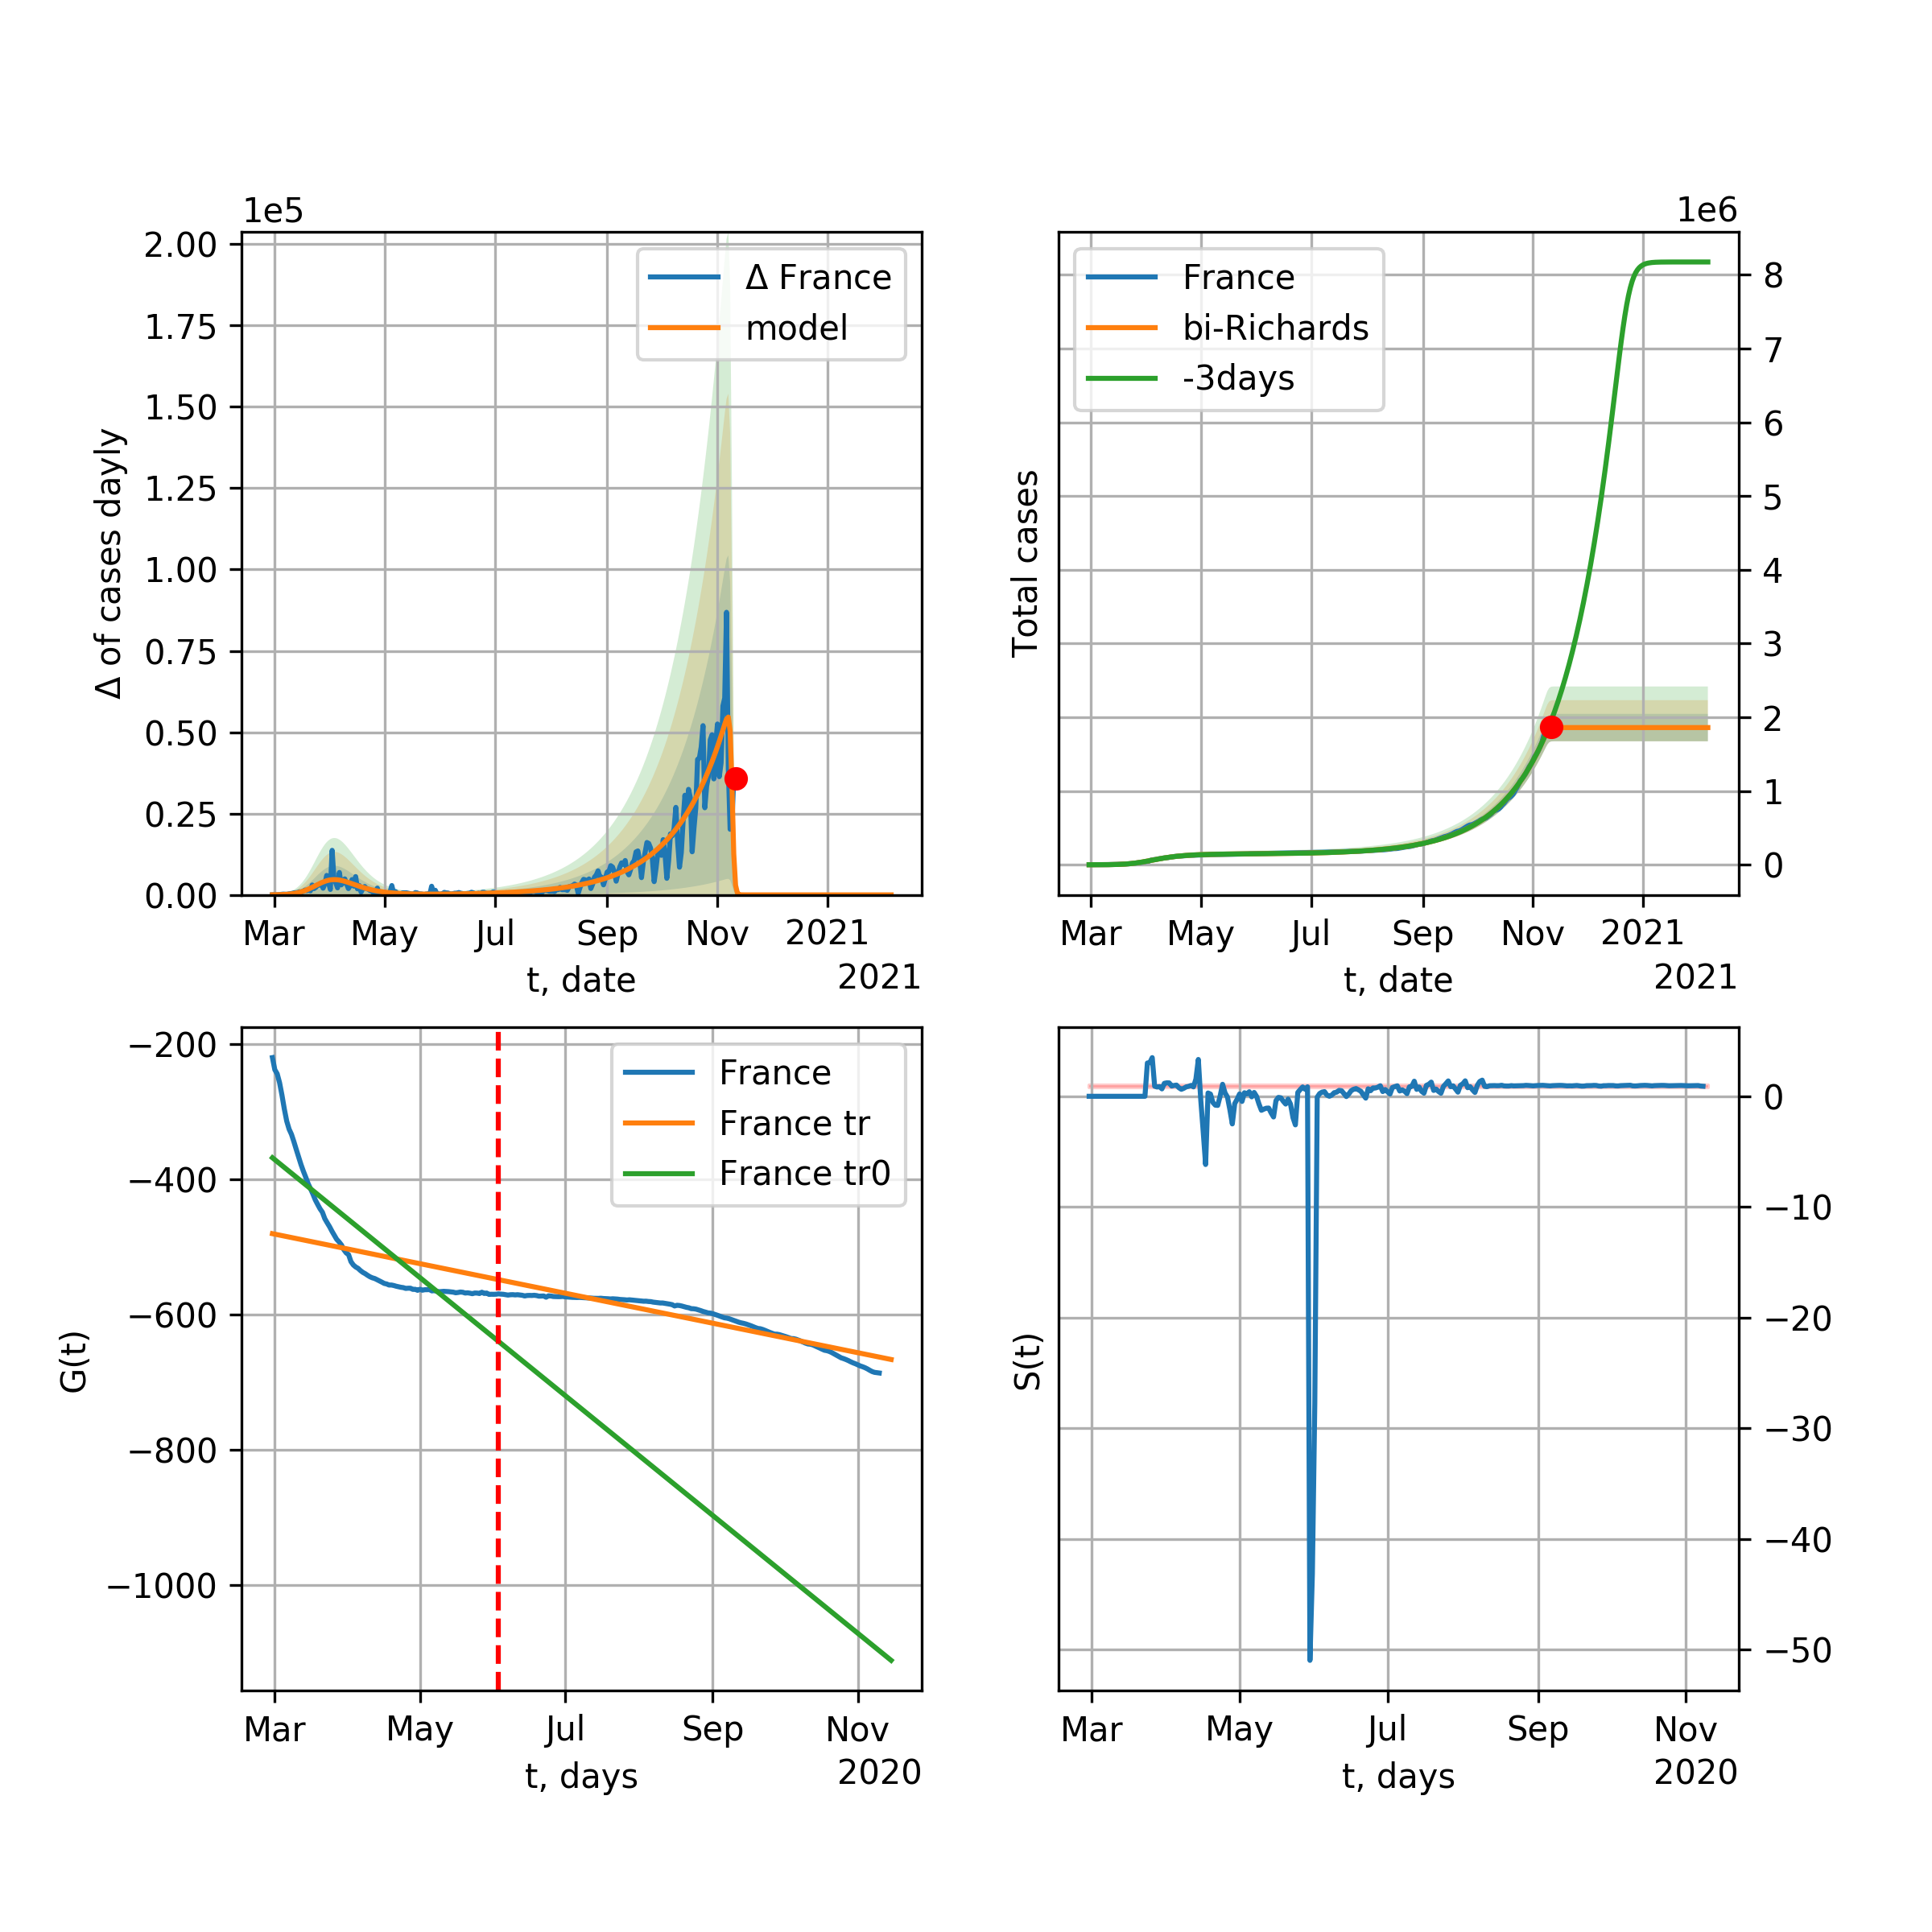 1e5
2.00
1.75
1.50
1.25
1.00
0.75
0.50
0.25
0.00
Δ of cases dayly
Δ France
model
Mar May Jul Sep Nov 2021
t, date
2021
1e6
8
7
6
5
4
3
2
1
0
Total cases
France
bi-Richards
-3days
Mar May Jul Sep Nov 2021
t, date
2021
−200
−400
−600
−800
−1000
G(t)
France
France tr
France tr0
Mar May Jul Sep Nov
t, days
2020
0
−10
−20
−30
−40
−50
S(t)
Mar May Jul Sep Nov
t, days
2020